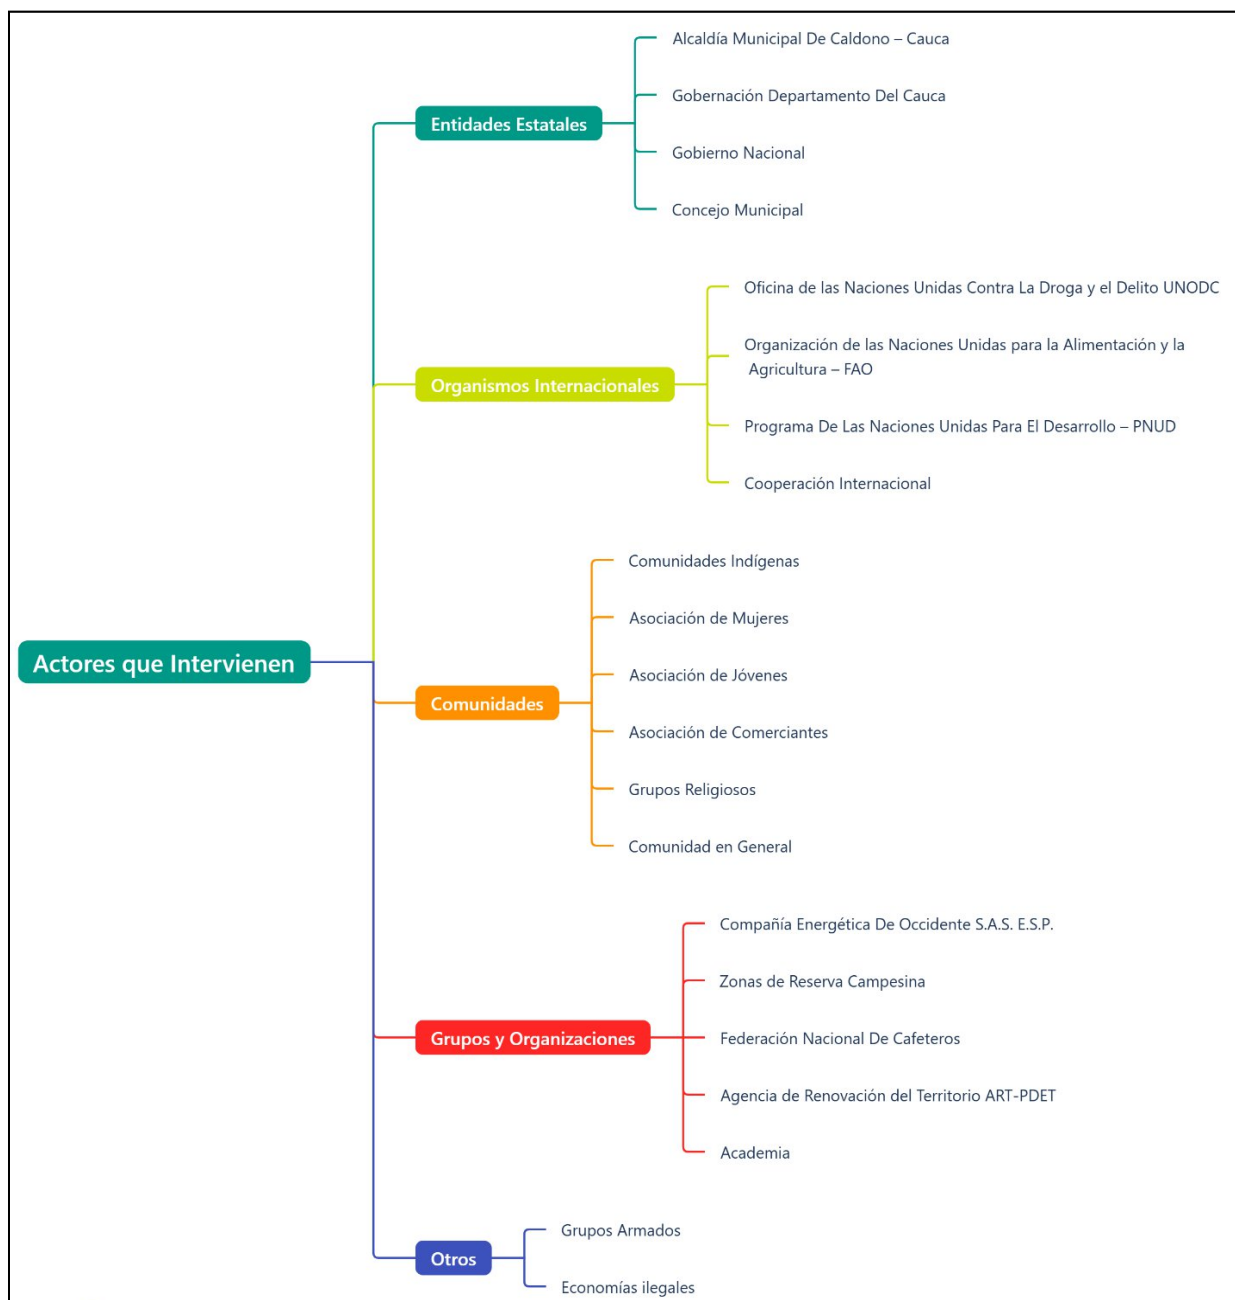 Actores que Intervienen
Entidades Estatales
Alcaldía Municipal De Caldono – Cauca
Gobernación Departamento Del Cauca
Gobierno Nacional
Concejo Municipal
Organismos Internacionales
Oficina de las Naciones Unidas Contra La Droga y el Delito UNODC
Organización de las Naciones Unidas para la Alimentación y la
Agricultura – FAO
Programa De Las Naciones Unidas Para El Desarrollo – PNUD
Cooperación Internacional
Comunidades
Comunidades Indígenas
Asociación de Mujeres
Asociación de Jóvenes
Asociación de Comerciantes
Grupos Religiosos
Comunidad en General
Grupos y Organizaciones
Compañía Energética De Occidente S.A.S. E.S.P.
Zonas de Reserva Campesina
Federación Nacional De Cafeteros
Agencia de Renovación del Territorio ART-PDET
Academia
Otros
Grupos Armados
Economías ilegales